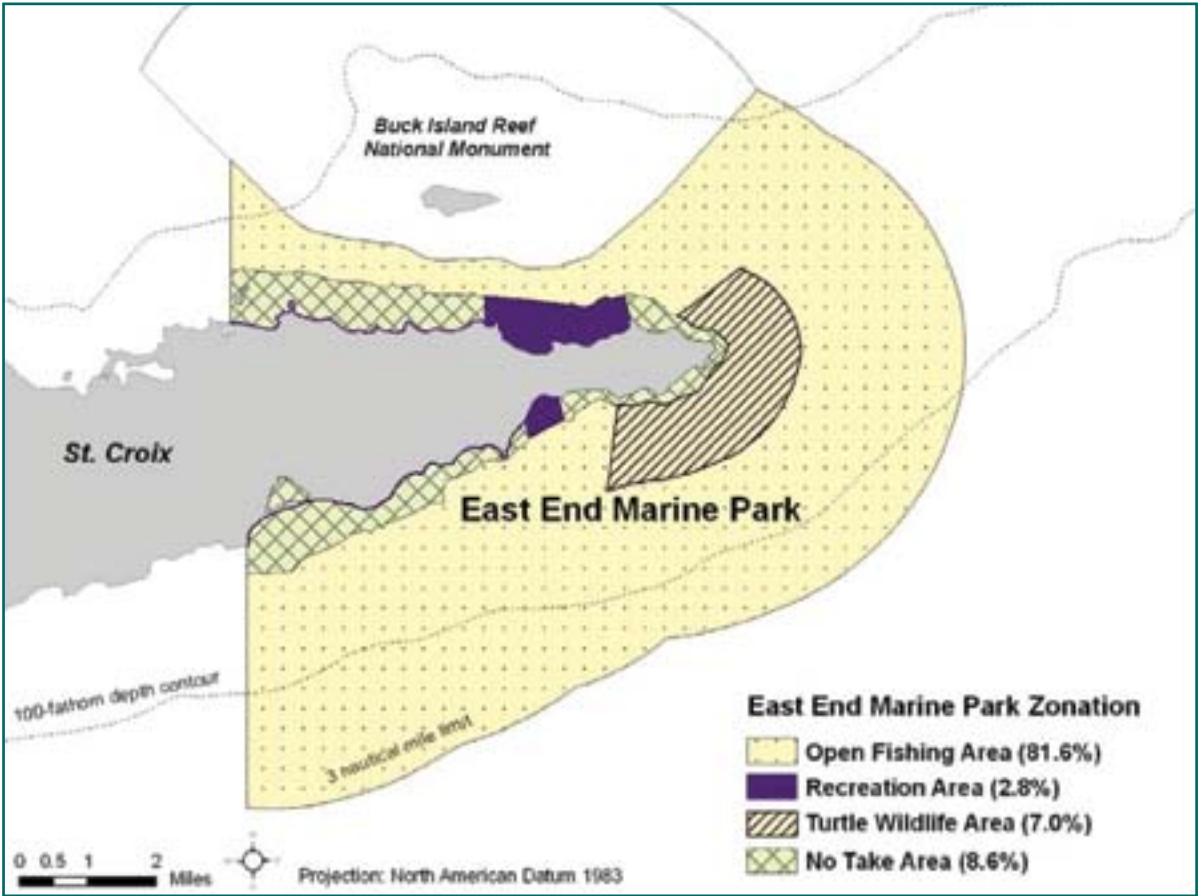 Buck Island Reef
National Monument
St. Croix
East End Marine Park
100-fathom depth contour
3 nautical mile limit
East End Marine Park Zonation
Open Fishing Area (81.6%)
Recreation Area (2.8%)
Turtle Wildlife Area (7.0%)
No Take Area (8.6%)
0 0.5 1 2
Miles
Projection: North American Datum 1983